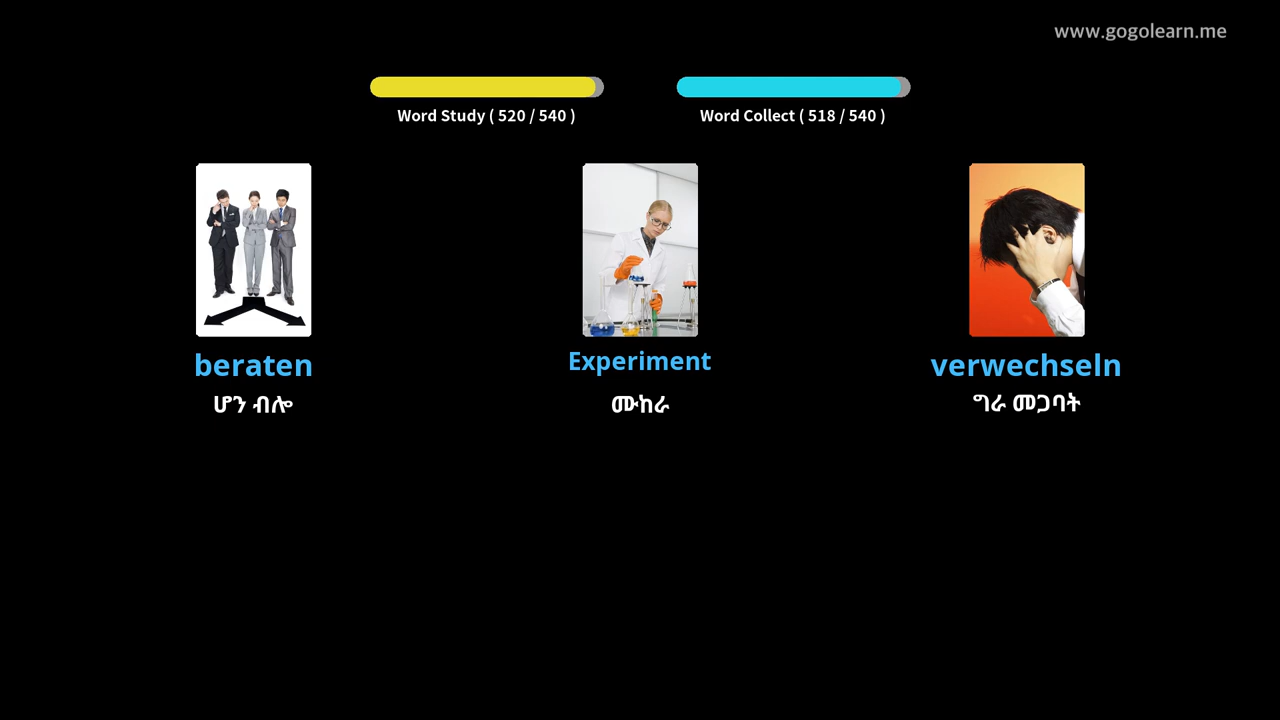 www.gogolearn.me
Word Study ( 520 / 540 )
Word Collect ( 518 / 540 )
beraten
Experiment
verwechseln
ሆን ብሎ
ሙከራ
ግራ መጋባት